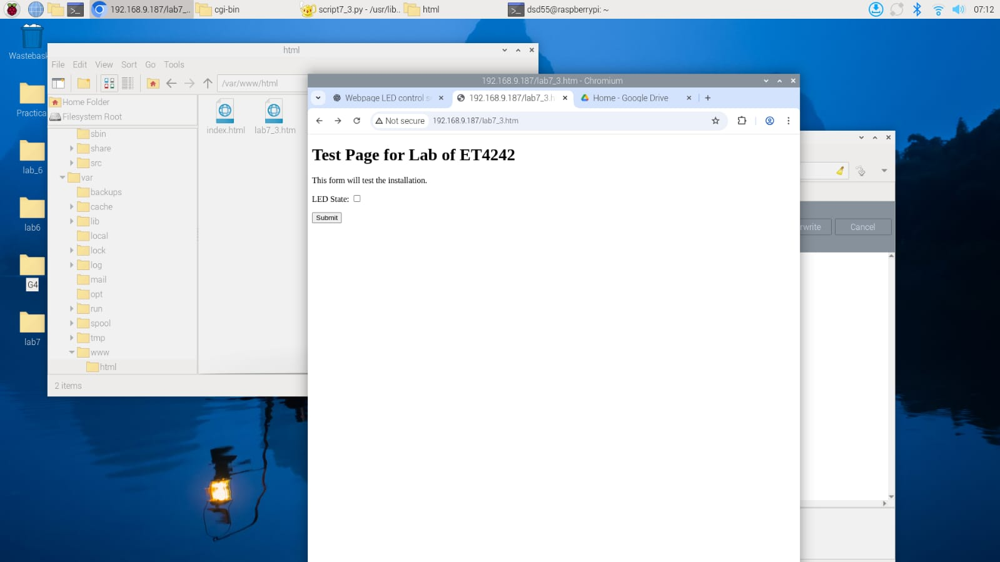 192.168.9.187/lab7_..
cgi-bin
script7_3.py - /usr/lib..
html
dsd55@raspberrypi: ~
07:12
Wastebask
Practica
lab_6
lab6
G4
lab7
html
File Edit View Sort Go Tools
/var/www/html
Home Folder
Filesystem Root
sbin
share
src
var
backups
cache
lib
local
lock
log
mail
opt
run
spool
tmp
www
html
index.html
lab7_3.htm
2 items
192.168.9.187/lab7_3.htm - Chromium
Webpage LED control s
192.168.9.187/lab7_3.h
Home - Google Drive
Not secure
192.168.9.187/lab7_3.htm
Test Page for Lab of ET4242
This form will test the installation.
LED State:
Submit
rwrite
Cancel